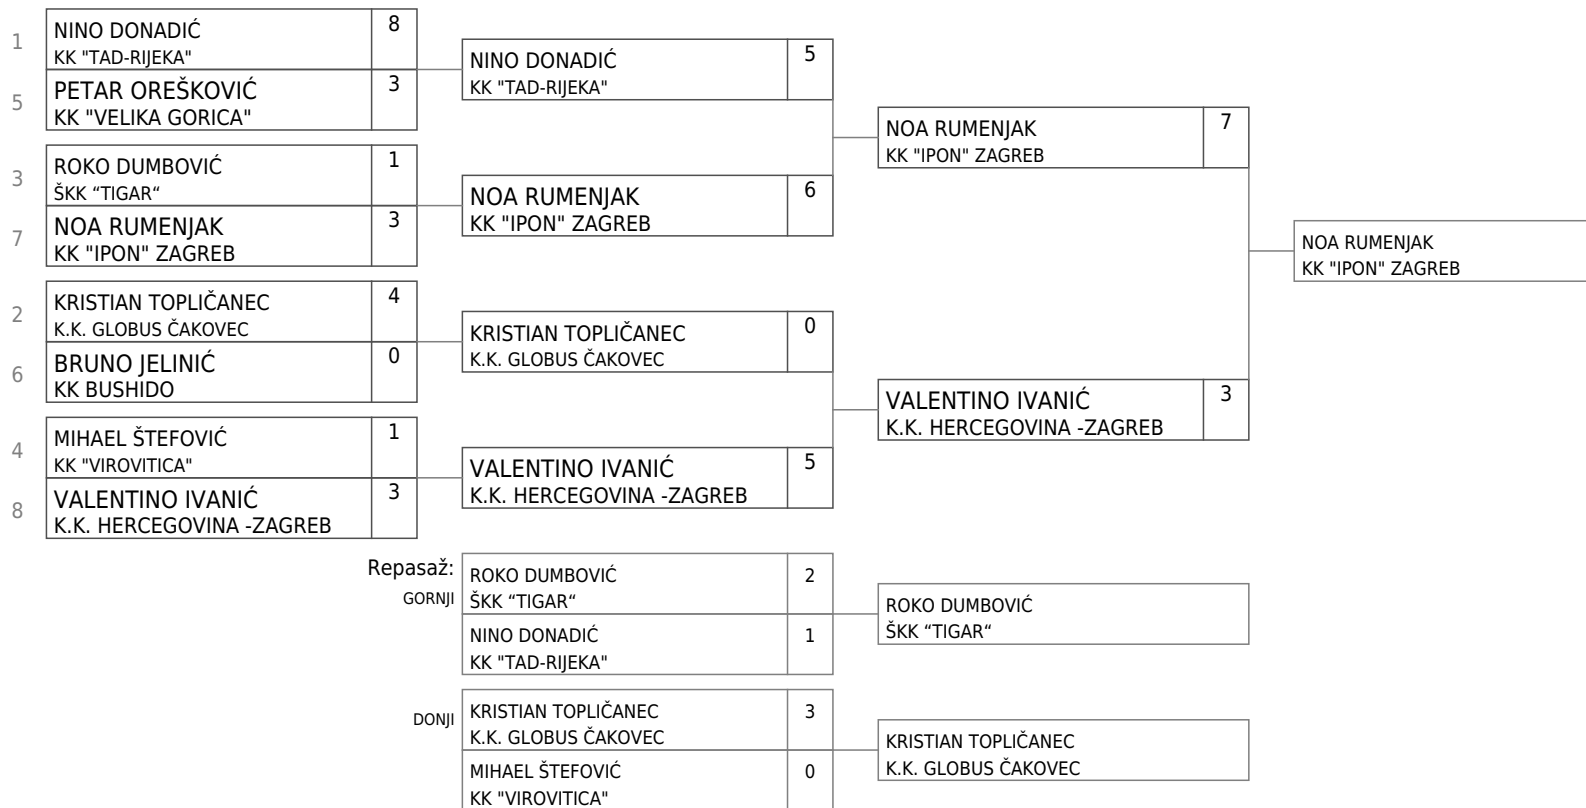 1
NINO DONADIĆ
8
KK "TAD-RIJEKA"
5
PETAR OREŠKOVIĆ
3
KK "VELIKA GORICA"
3
ROKO DUMBOVIĆ
1
ŠKK “TIGAR“
7
NOA RUMENJAK
3
KK "IPON" ZAGREB
2
KRISTIAN TOPLIČANEC
4
K.K. GLOBUS ČAKOVEC
6
BRUNO JELINIĆ
0
KK BUSHIDO
4
MIHAEL ŠTEFOVIĆ
1
KK "VIROVITICA"
8
VALENTINO IVANIĆ
3
K.K. HERCEGOVINA -ZAGREB
NINO DONADIĆ
5
KK "TAD-RIJEKA"
NOA RUMENJAK
6
KK "IPON" ZAGREB
KRISTIAN TOPLIČANEC
0
K.K. GLOBUS ČAKOVEC
VALENTINO IVANIĆ
5
K.K. HERCEGOVINA -ZAGREB
NOA RUMENJAK
7
KK "IPON" ZAGREB
VALENTINO IVANIĆ
3
K.K. HERCEGOVINA -ZAGREB
NOA RUMENJAK
KK "IPON" ZAGREB
Repasaž:
GORNJI
ROKO DUMBOVIĆ
2
ŠKK “TIGAR“
NINO DONADIĆ
1
KK "TAD-RIJEKA"
ROKO DUMBOVIĆ
ŠKK “TIGAR“
DONJI
KRISTIAN TOPLIČANEC
3
K.K. GLOBUS ČAKOVEC
MIHAEL ŠTEFOVIĆ
0
KK "VIROVITICA"
KRISTIAN TOPLIČANEC
K.K. GLOBUS ČAKOVEC